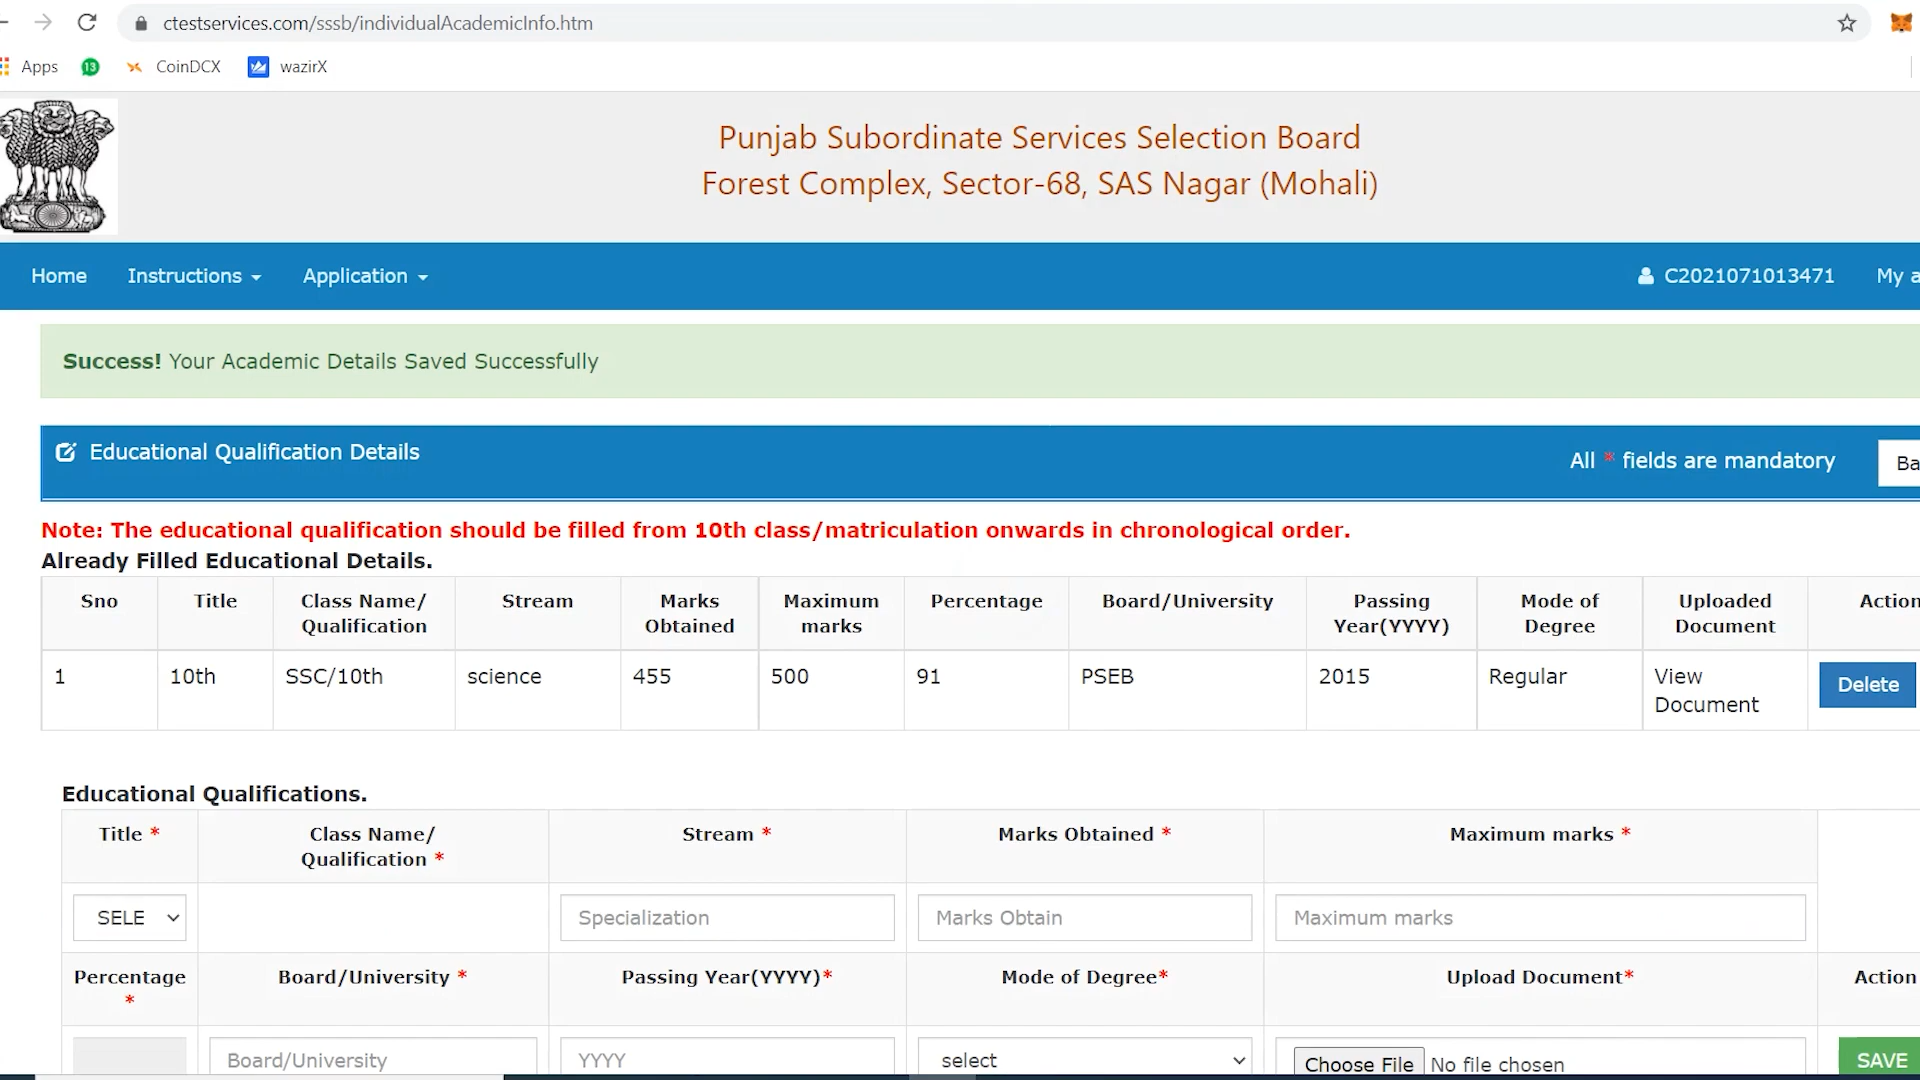 ctestservices.com/sssb/individualAcademicInfo.htm
Apps 13 CoinDCX wazirX
Punjab Subordinate Services Selection Board
Forest Complex, Sector-68, SAS Nagar (Mohali)
Home Instructions Application C2021071013471 My a
Success! Your Academic Details Saved Successfully
Educational Qualification Details All * fields are mandatory Ba
Note: The educational qualification should be filled from 10th class/matriculation onwards in chronological order.
Already Filled Educational Details.
Sno Title Class Name/ Stream Marks Maximum Percentage Board/University Passing Mode of Uploaded Action
Qualification Obtained marks Year(YYYY) Degree Document
1 10th SSC/10th science 455 500 91 PSEB 2015 Regular View Delete
Document
Educational Qualifications.
Title * Class Name/ Stream * Marks Obtained * Maximum marks *
Qualification *
SELE Specialization Marks Obtain Maximum marks
Percentage Board/University * Passing Year(YYYY)* Mode of Degree* Upload Document* Action
*
Board/University YYYY select Choose File No file chosen SAVE